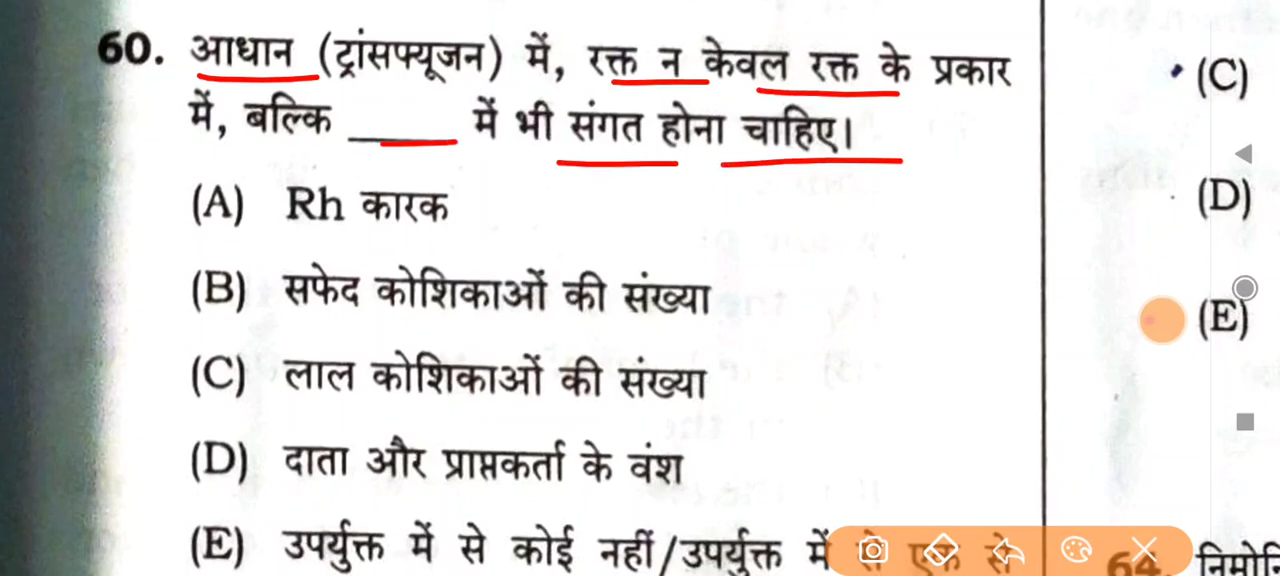 60. आधान (ट्रांसफ्यूजन) में, रक्त न केवल रक्त के प्रकार
में, बल्कि ____ में भी संगत होना चाहिए।
(A) Rh कारक
(B) सफेद कोशिकाओं की संख्या
(C) लाल कोशिकाओं की संख्या
(D) दाता और प्राप्तकर्ता के वंश
(E) उपर्युक्त में से कोई नहीं/उपर्युक्त में से एक से
(C)
(D)
(E)
64.